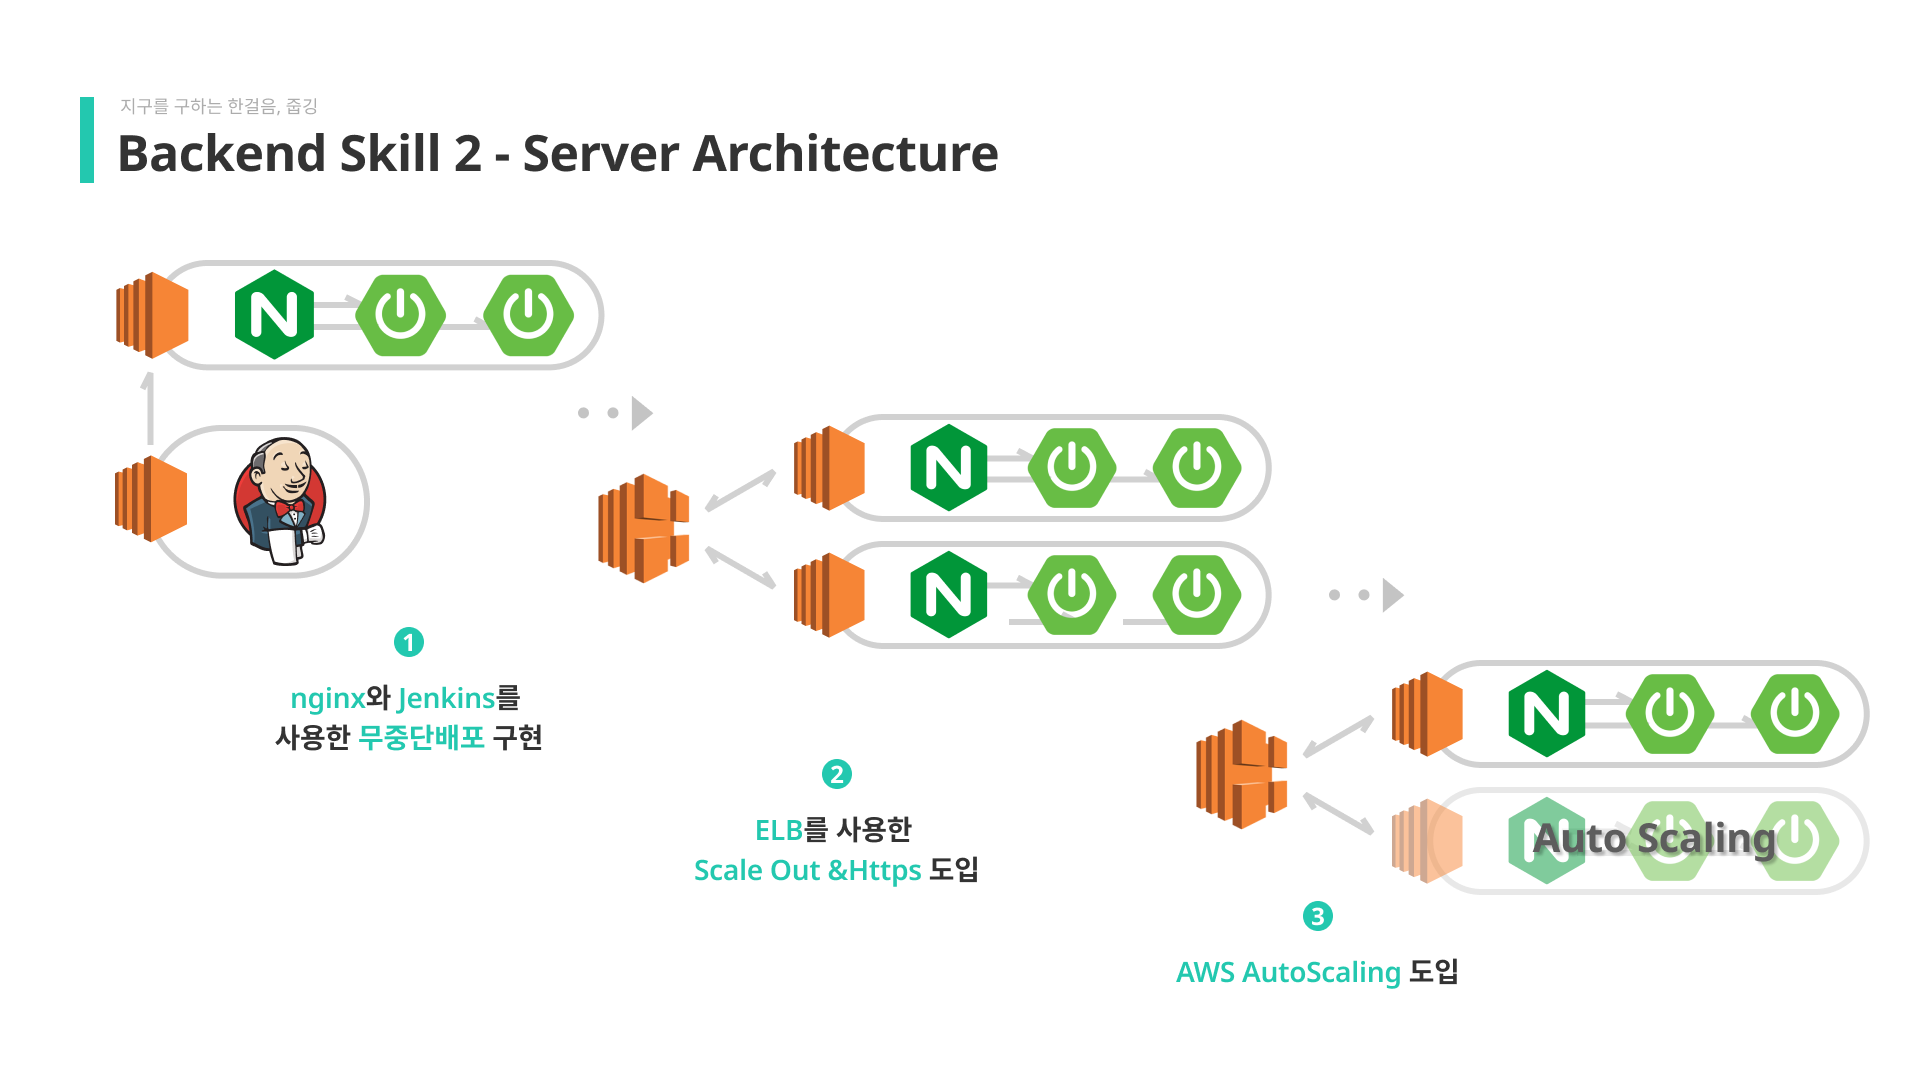 지구를 구하는 한걸음, 줍깅
Backend Skill 2 - Server Architecture
1
nginx와 Jenkins를
사용한 무중단배포 구현
2
ELB를 사용한
Scale Out &Https 도입
Auto Scaling
3
AWS AutoScaling 도입